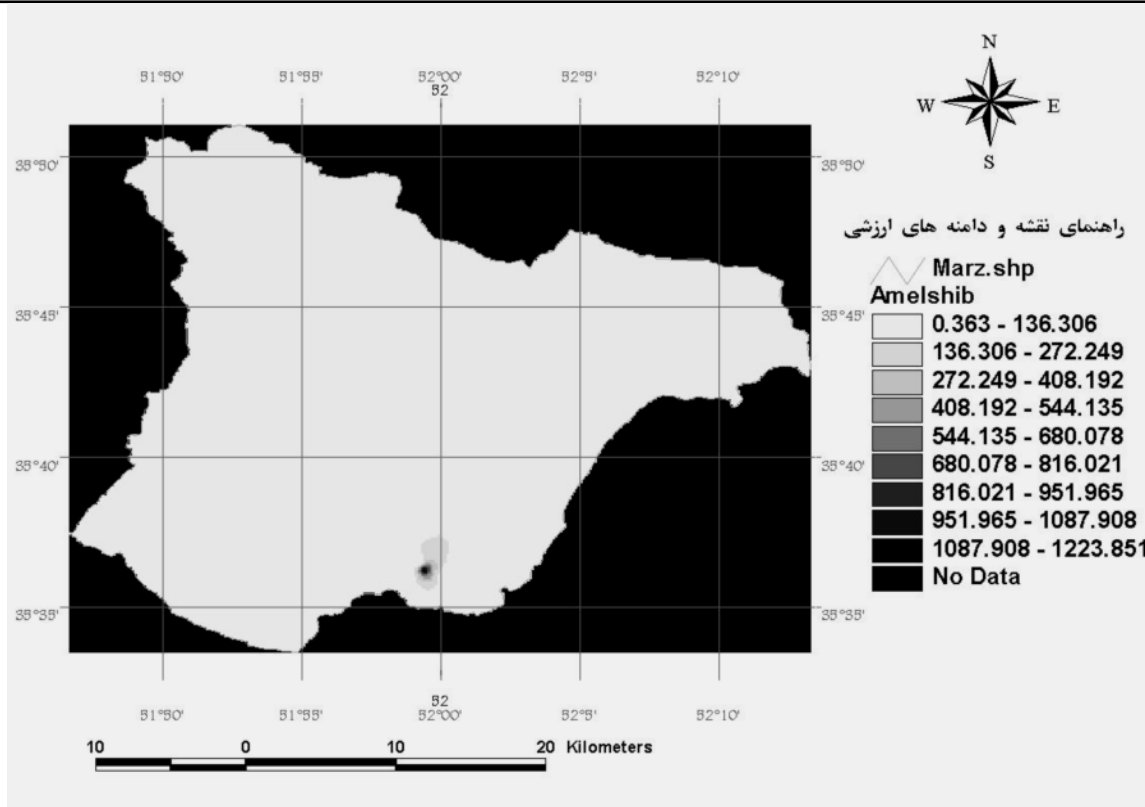 N
W E
S
51°50' 51°55' 52°00' 52°5' 52°10'
52
35°50' 35°50'
35°45' 35°45'
35°40' 35°40'
35°35' 35°35'
52
51°50' 51°55' 52°00' 52°5' 52°10'
10 0 10 20 Kilometers
راهنمای نقشه و دامنه های ارزشی
Marz.shp
Amelshib
0.363 - 136.306
136.306 - 272.249
272.249 - 408.192
408.192 - 544.135
544.135 - 680.078
680.078 - 816.021
816.021 - 951.965
951.965 - 1087.908
1087.908 - 1223.851
No Data